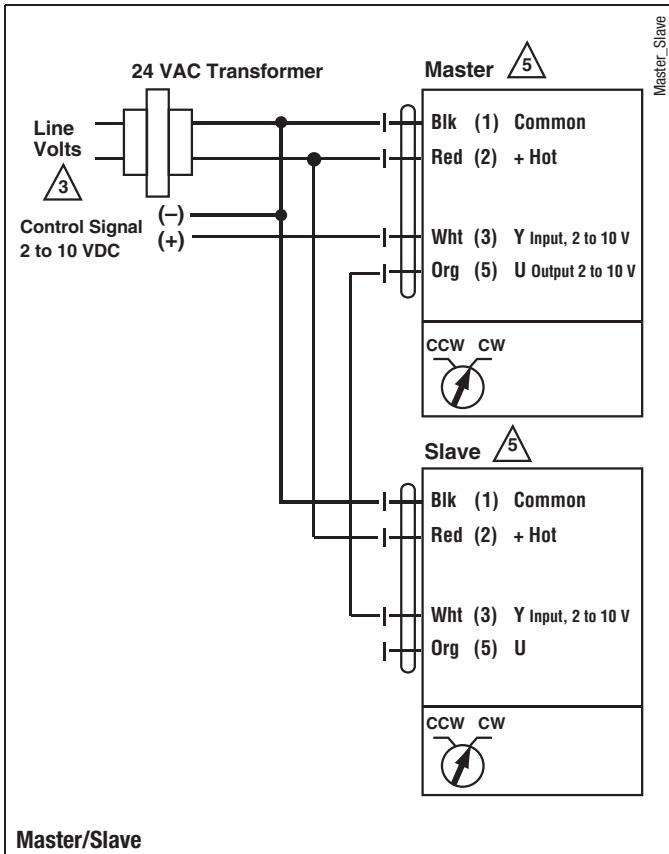 Master_Slave
24 VAC Transformer
Master 5
Line
Volts
3
Control Signal
2 to 10 VDC
(–)
(+)
Blk (1) Common
Red (2) + Hot
Wht (3) Y Input, 2 to 10 V
Org (5) U Output 2 to 10 V
CCW CW
Slave 5
Blk (1) Common
Red (2) + Hot
Wht (3) Y Input, 2 to 10 V
Org (5) U
CCW CW
Master/Slave